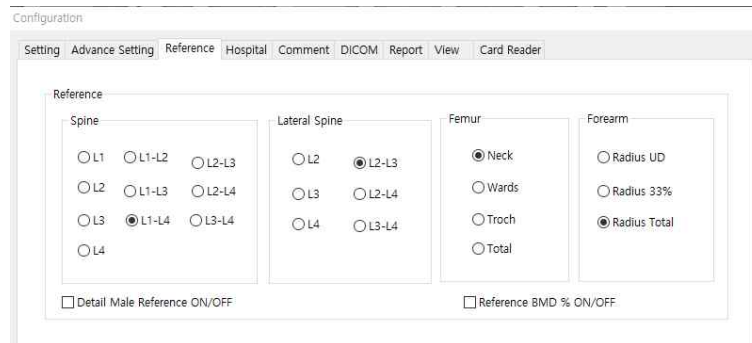 Configuration
Setting Advance Setting Reference Hospital Comment DICOM Report View Card Reader
Reference
Spine Lateral Spine Femur Forearm
L1 L1-L2 L2-L3 L2 L2-L3 Neck Radius UD
L2 L1-L3 L2-L4 L3 L2-L4 Wards Radius 33%
L3 L1-L4 L3-L4 L4 L3-L4 Troch Radius Total
L4 Total
Detail Male Reference ON/OFF Reference BMD % ON/OFF